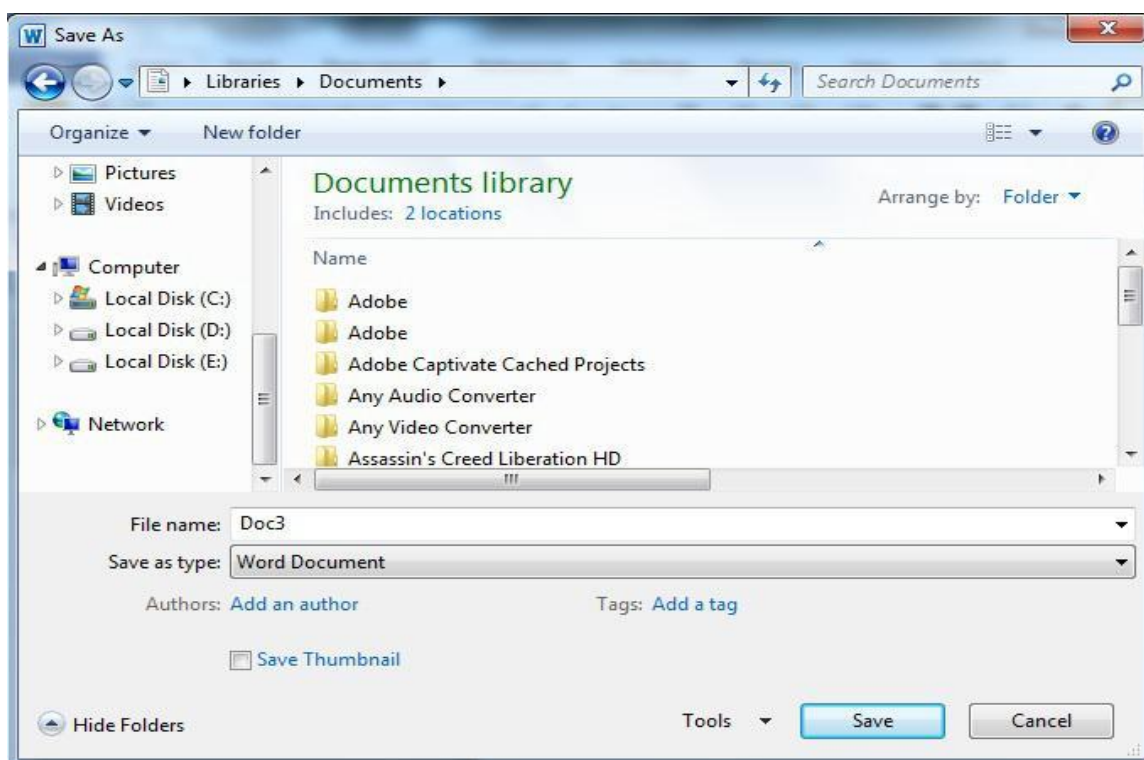 W Save As
Libraries Documents Search Documents
Organize New folder
Pictures
Videos
Computer
Local Disk (C:)
Local Disk (D:)
Local Disk (E:)
Network
Documents library
Includes: 2 locations
Arrange by: Folder
Name
Adobe
Adobe
Adobe Captivate Cached Projects
Any Audio Converter
Any Video Converter
Assassin's Creed Liberation HD
File name: Doc3
Save as type: Word Document
Authors: Add an author Tags: Add a tag
Save Thumbnail
Hide Folders Tools Save Cancel